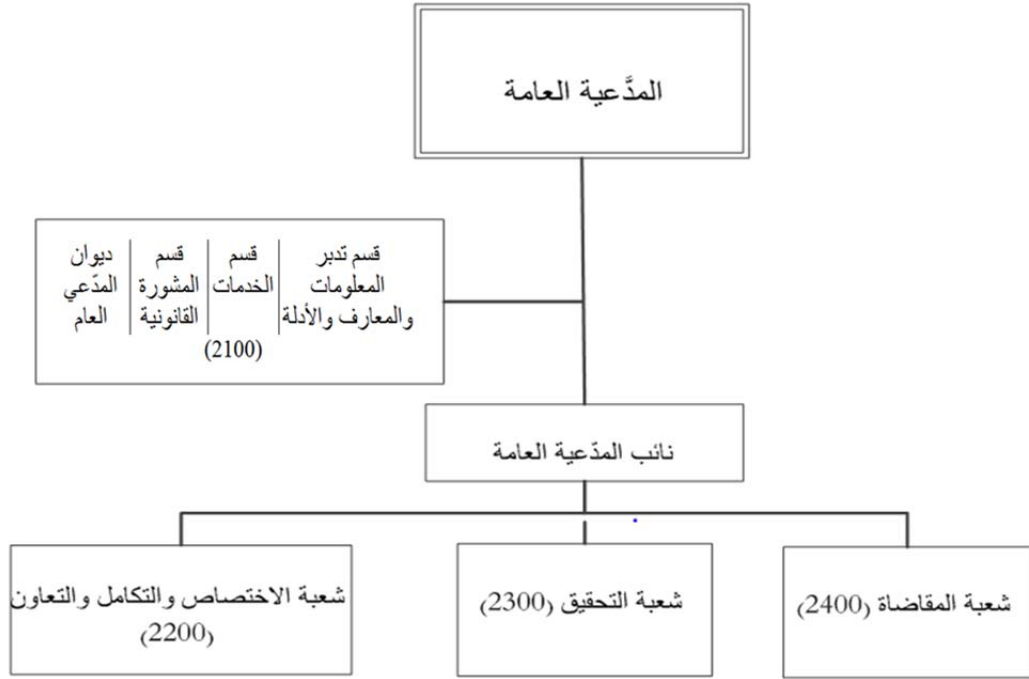 المدَّعية العامة
قسم تدبر
المعلومات
والمعارف والأدلة
قسم
الخدمات
قسم
المشورة
القانونية
ديوان
المدّعي
العام
(2100)
نائب المدّعية العامة
شعبة المقاضاة (2400)
شعبة التحقيق (2300)
شعبة الاختصاص والتكامل والتعاون
(2200)